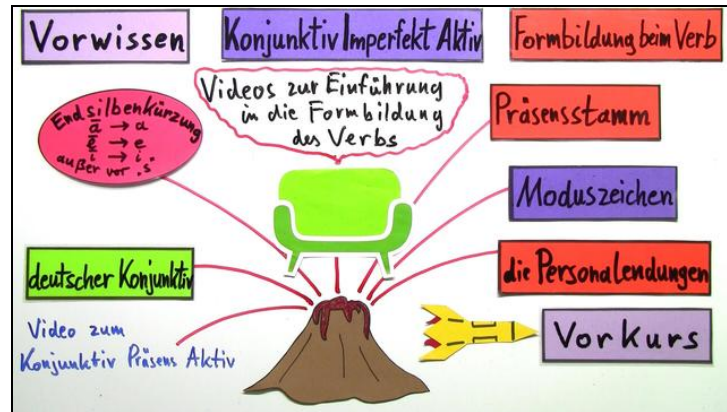 Vorwissen
Konjunktiv Imperfekt Aktiv
Formbildung beim Verb
Videos zur Einführung
in die Formbildung
des Verbs
Endsilbenkürzung
ā → a
ē → e
ī → i
außer vor „s“
Präsensstamm
Moduszeichen
deutscher Konjunktiv
die Personalendungen
Video zum
Konjunktiv Präsens Aktiv
Vorkurs